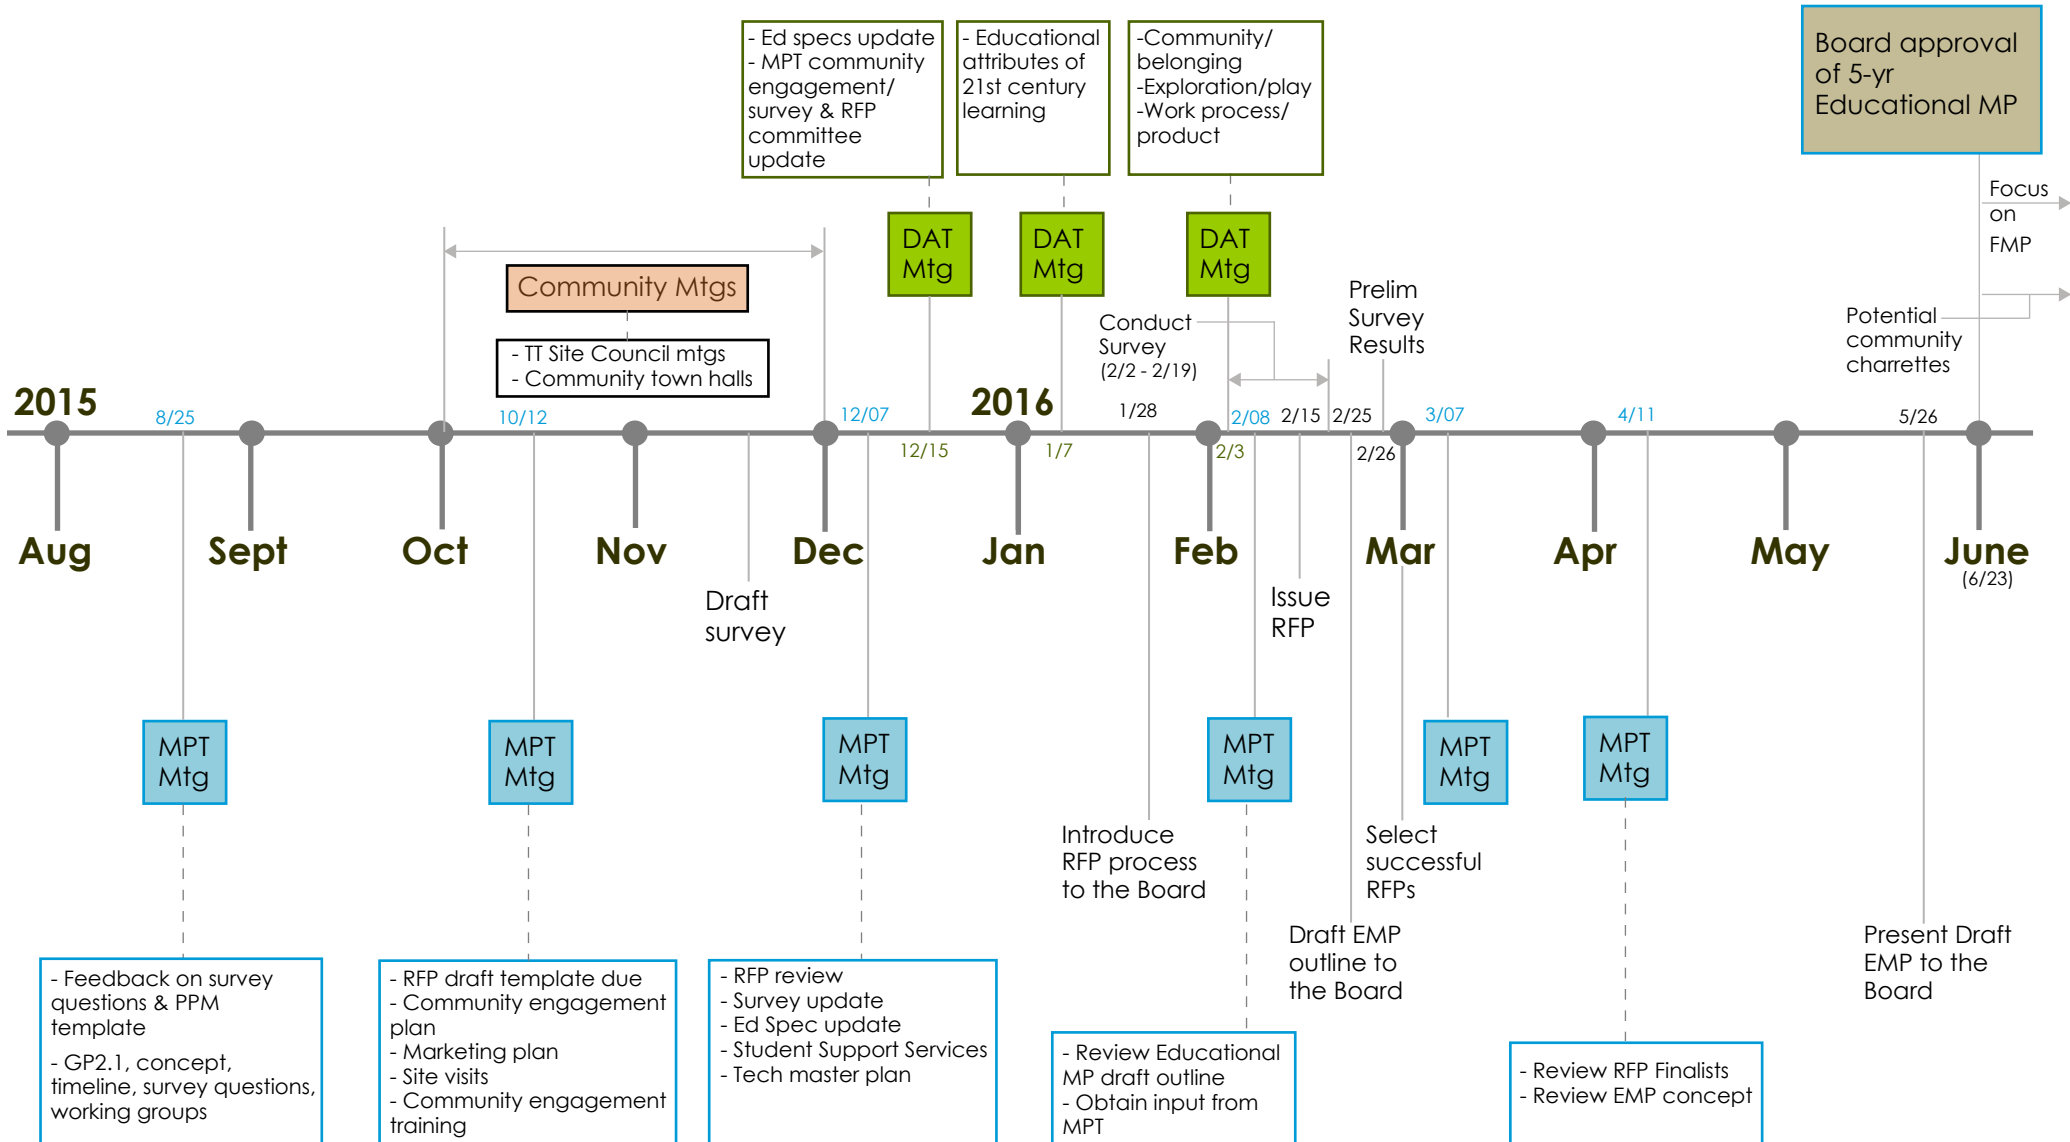 - Ed specs update
- MPT community
engagement/
survey & RFP
committee
update
- Educational
attributes of
21st century
learning
-Community/
belonging
-Exploration/play
-Work process/
product
Board approval
of 5-yr
Educational MP
Focus
on
FMP
DAT
Mtg
DAT
Mtg
DAT
Mtg
Community Mtgs
- TT Site Council mtgs
- Community town halls
Conduct
Survey
(2/2 - 2/19)
Prelim
Survey
Results
Potential
community
charrettes
2015
2016
8/25
10/12
12/07
12/15
1/7
1/28
2/3
2/08
2/15
2/25
2/26
3/07
4/11
5/26
Aug
Sept
Oct
Nov
Dec
Jan
Feb
Mar
Apr
May
June
(6/23)
Draft
survey
Issue
RFP
MPT
Mtg
MPT
Mtg
MPT
Mtg
MPT
Mtg
MPT
Mtg
MPT
Mtg
Introduce
RFP process
to the Board
Select
successful
RFPs
Draft EMP
outline to
the Board
Present Draft
EMP to the
Board
- Feedback on survey
questions & PPM
template
- GP2.1, concept,
timeline, survey questions,
working groups
- RFP draft template due
- Community engagement
plan
- Marketing plan
- Site visits
- Community engagement
training
- RFP review
- Survey update
- Ed Spec update
- Student Support Services
- Tech master plan
- Review Educational
MP draft outline
- Obtain input from
MPT
- Review RFP Finalists
- Review EMP concept